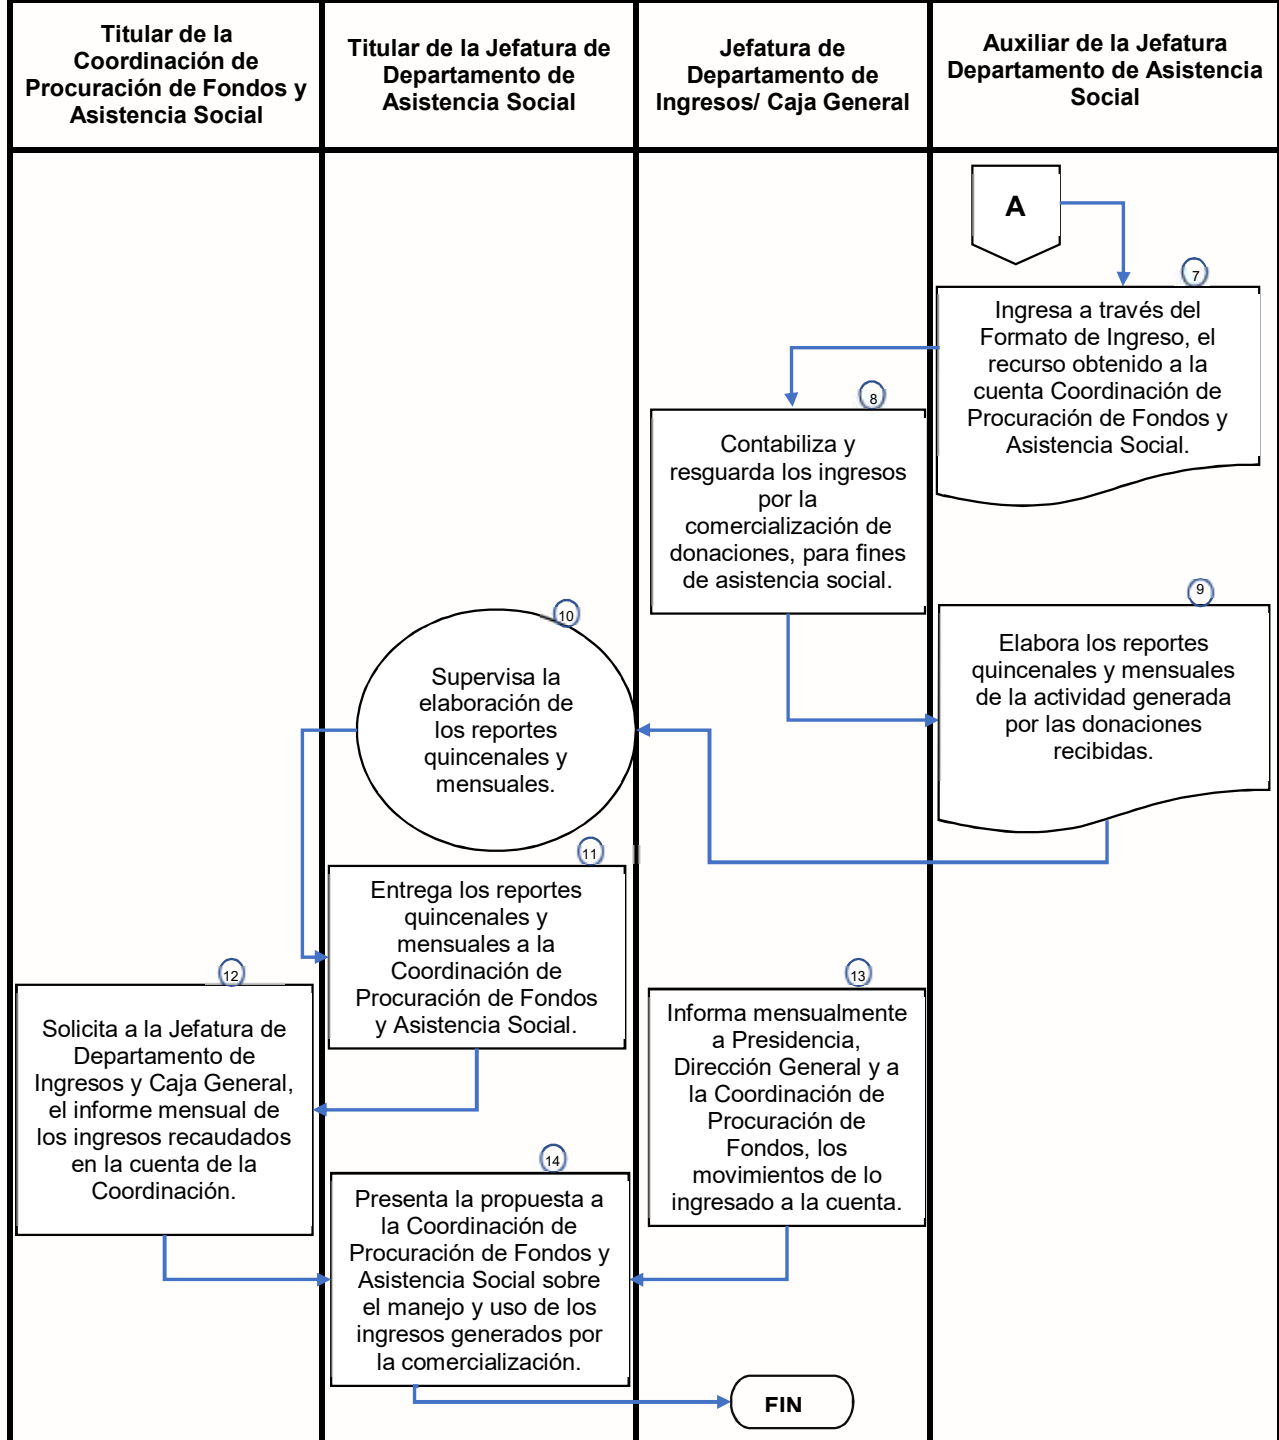 Titular de la
Coordinación de
Procuración de Fondos y
Asistencia Social
Titular de la Jefatura de
Departamento de
Asistencia Social
Jefatura de
Departamento de
Ingresos/ Caja General
Auxiliar de la Jefatura
Departamento de Asistencia
Social
A
7
Ingresa a través del
Formato de Ingreso, el
recurso obtenido a la
cuenta Coordinación de
Procuración de Fondos y
Asistencia Social.
8
Contabiliza y
resguarda los ingresos
por la
comercialización de
donaciones, para fines
de asistencia social.
9
Elabora los reportes
quincenales y mensuales
de la actividad generada
por las donaciones
recibidas.
10
Supervisa la
elaboración de
los reportes
quincenales y
mensuales.
11
Entrega los reportes
quincenales y
mensuales a la
Coordinación de
Procuración de Fondos
y Asistencia Social.
12
Solicita a la Jefatura de
Departamento de
Ingresos y Caja General,
el informe mensual de
los ingresos recaudados
en la cuenta de la
Coordinación.
13
Informa mensualmente
a Presidencia,
Dirección General y a
la Coordinación de
Procuración de
Fondos, los
movimientos de lo
ingresado a la cuenta.
14
Presenta la propuesta a
la Coordinación de
Procuración de Fondos y
Asistencia Social sobre
el manejo y uso de los
ingresos generados por
la comercialización.
FIN